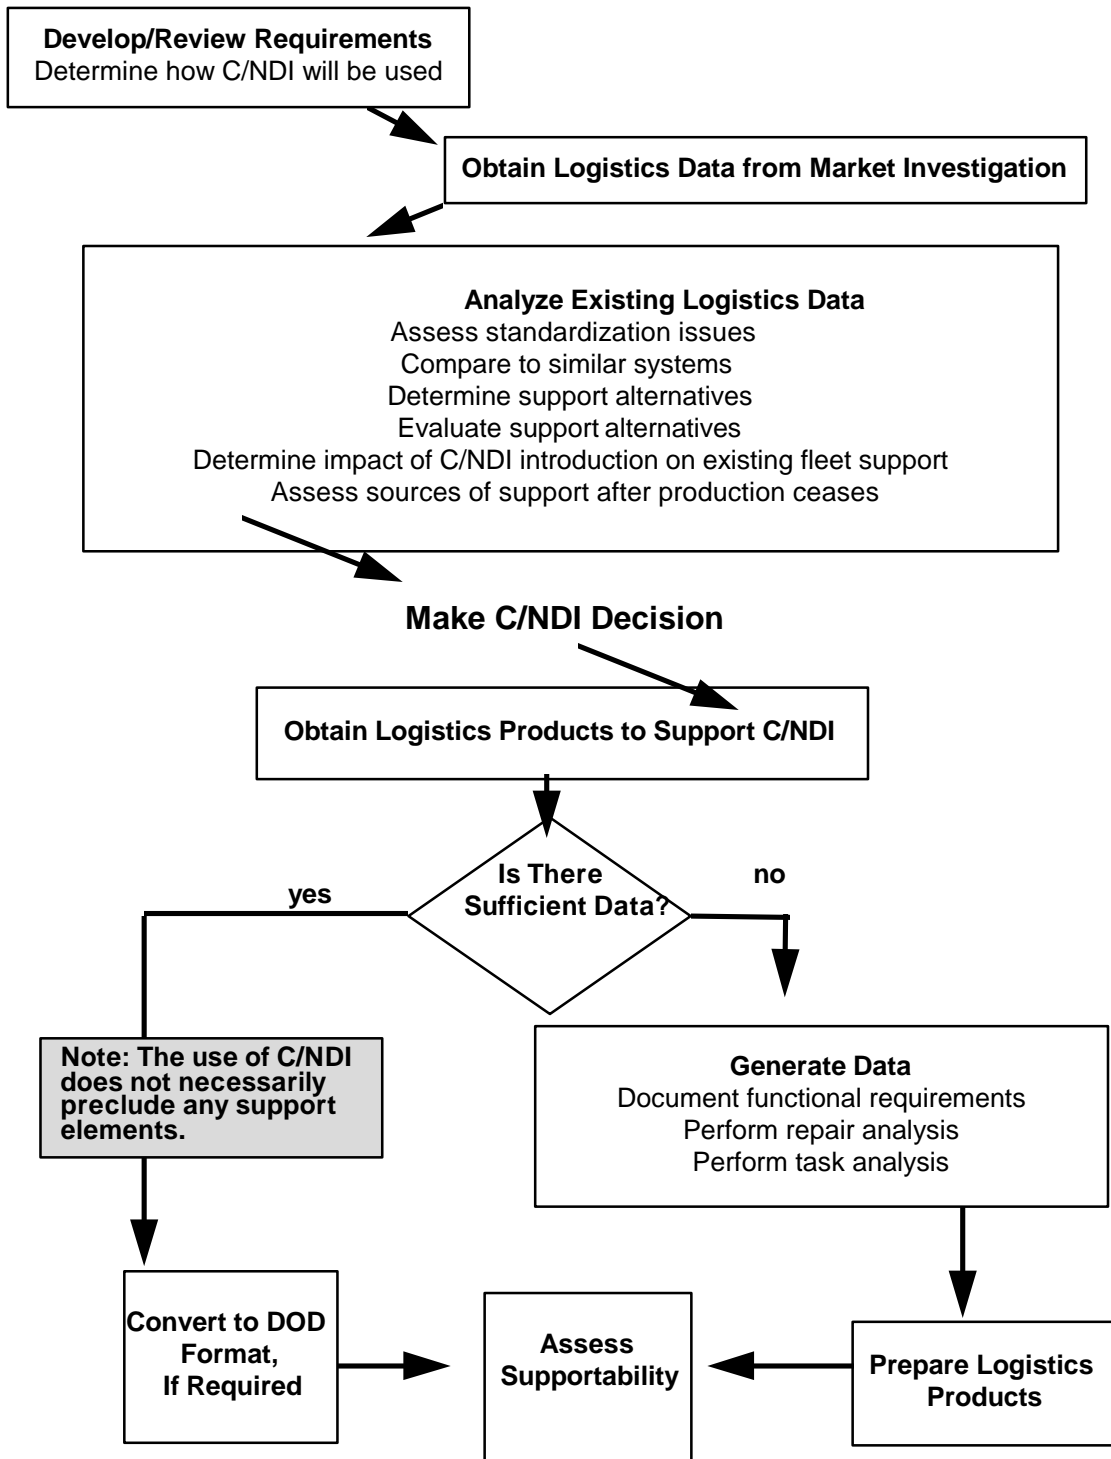 Develop/Review Requirements
Determine how C/NDI will be used
Obtain Logistics Data from Market Investigation
Analyze Existing Logistics Data
Assess standardization issues
Compare to similar systems
Determine support alternatives
Evaluate support alternatives
Determine impact of C/NDI introduction on existing fleet support
Assess sources of support after production ceases
Make C/NDI Decision
Obtain Logistics Products to Support C/NDI
Is There
Sufficient Data?
yes
no
Note: The use of C/NDI
does not necessarily
preclude any support
elements.
Generate Data
Document functional requirements
Perform repair analysis
Perform task analysis
Convert to DOD
Format,
If Required
Assess
Supportability
Prepare Logistics
Products